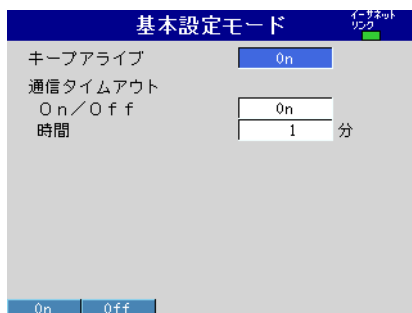 基本設定モード
イーサネット
リンク
キープアライブ On
通信タイムアウト
On／Off On
時間 1 分
On Off